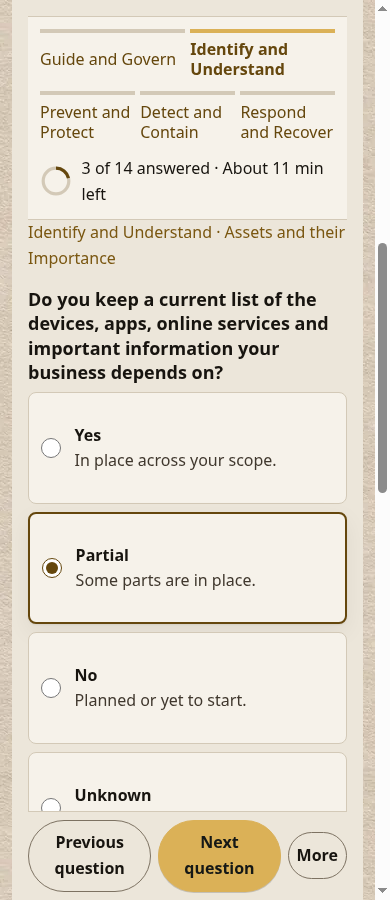 Guide and Govern
Identify and
Understand
Prevent and
Protect
Detect and
Contain
Respond
and Recover
3 of 14 answered · About 11 min
left
Identify and Understand · Assets and their
Importance
Do you keep a current list of the
devices, apps, online services and
important information your
business depends on?
Yes
In place across your scope.
Partial
Some parts are in place.
No
Planned or yet to start.
Unknown
Previous
question
Next
question
More